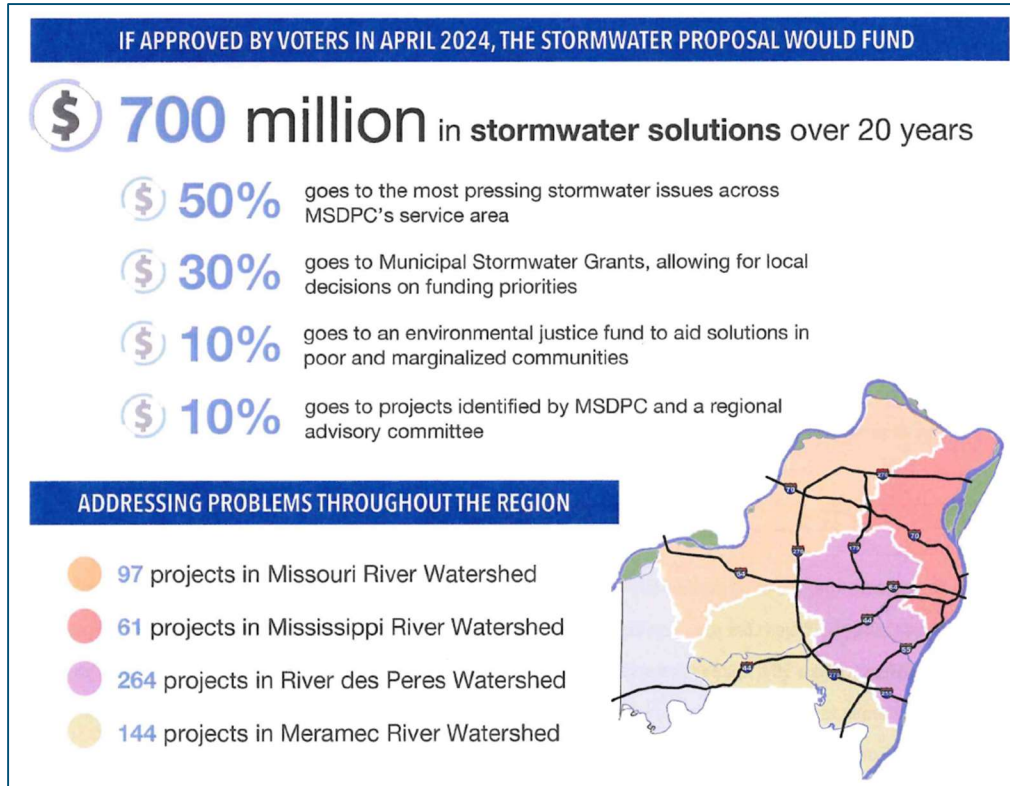 IF APPROVED BY VOTERS IN APRIL 2024, THE STORMWATER PROPOSAL WOULD FUND
$ 700 million in stormwater solutions over 20 years
$ 50% goes to the most pressing stormwater issues across
MSDPC's service area
$ 30% goes to Municipal Stormwater Grants, allowing for local
decisions on funding priorities
$ 10% goes to an environmental justice fund to aid solutions in
poor and marginalized communities
$ 10% goes to projects identified by MSDPC and a regional
advisory committee
ADDRESSING PROBLEMS THROUGHOUT THE REGION
97 projects in Missouri River Watershed
61 projects in Mississippi River Watershed
264 projects in River des Peres Watershed
144 projects in Meramec River Watershed
270
70
170
64
44
55
44